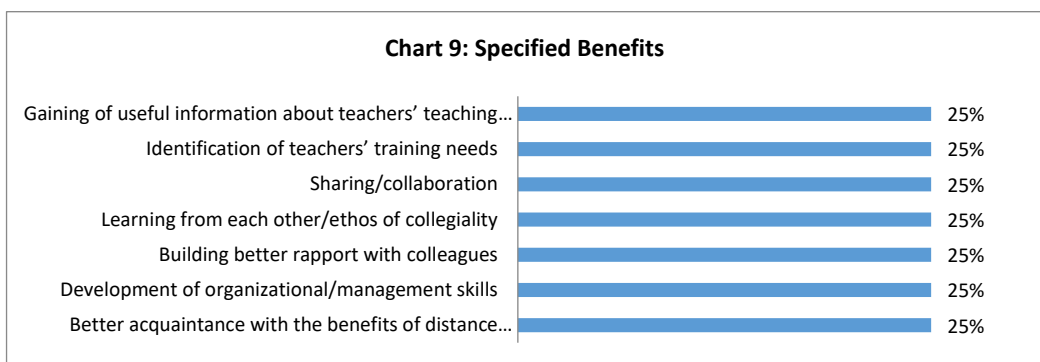 Chart 9: Specified Benefits
Gaining of useful information about teachers’ teaching... 25%
Identification of teachers’ training needs 25%
Sharing/collaboration 25%
Learning from each other/ethos of collegiality 25%
Building better rapport with colleagues 25%
Development of organizational/management skills 25%
Better acquaintance with the benefits of distance... 25%